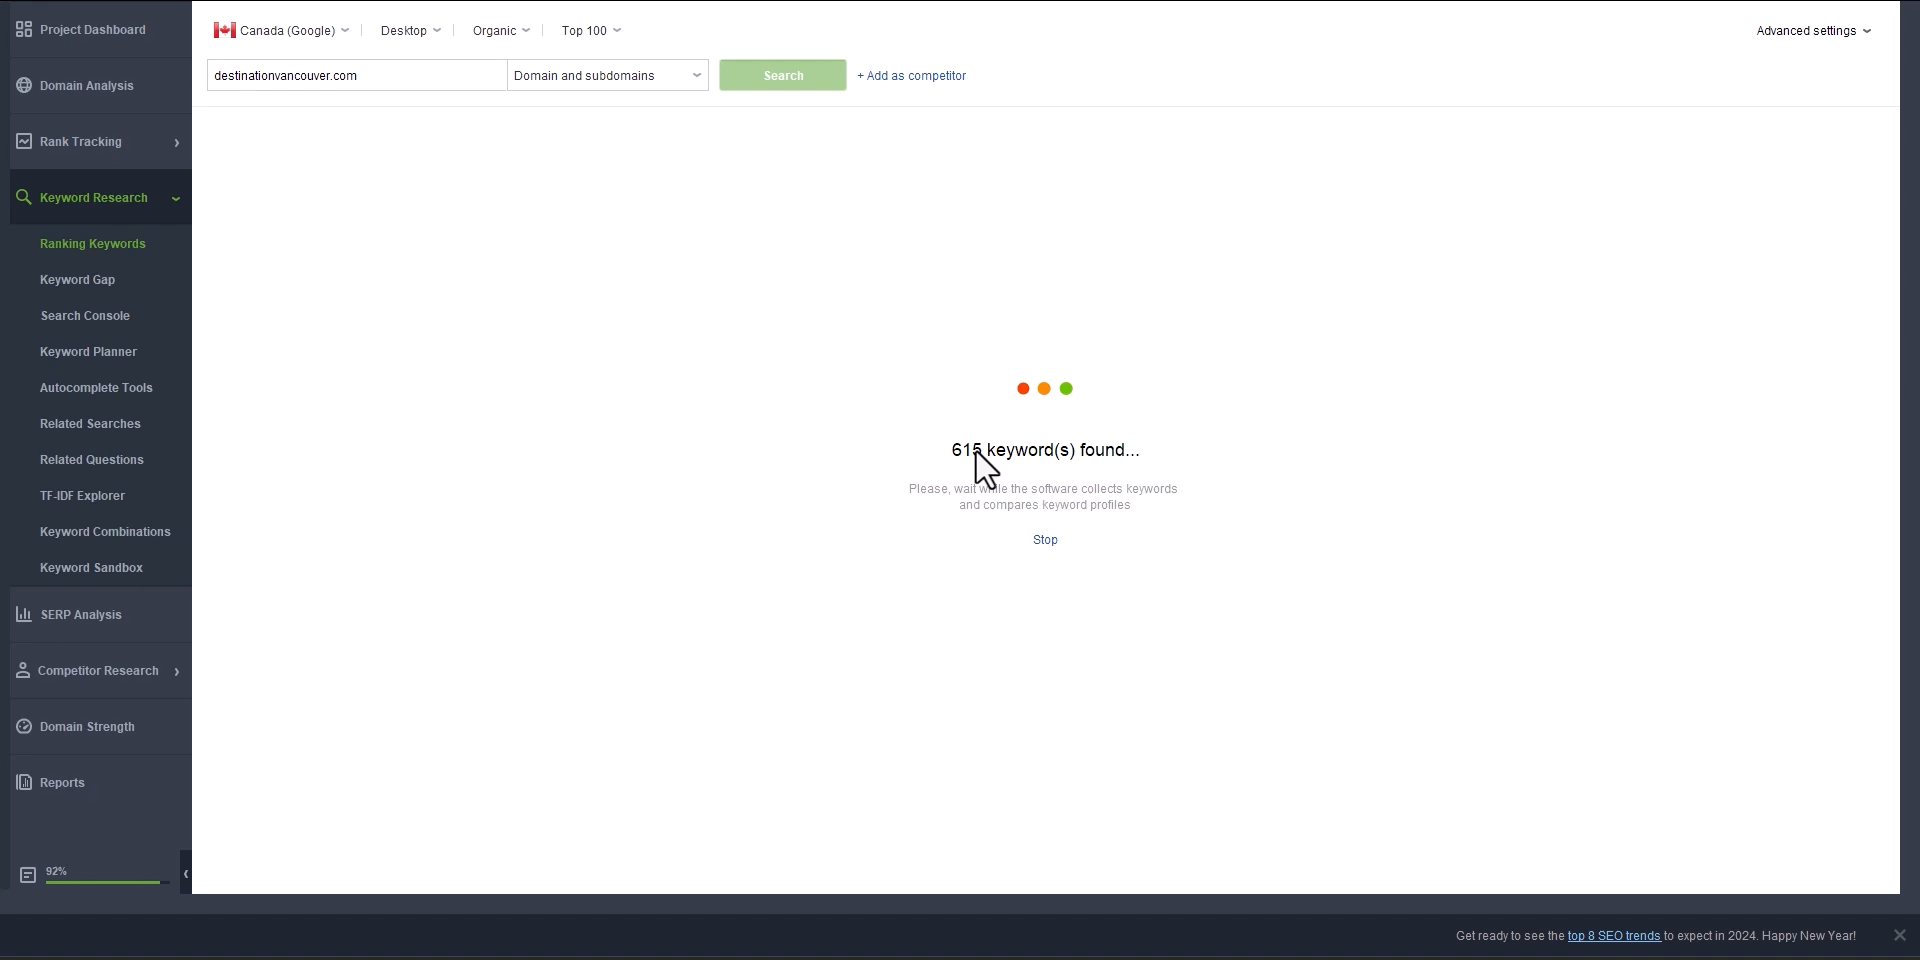 Project Dashboard
Domain Analysis
Rank Tracking
Keyword Research
Ranking Keywords
Keyword Gap
Search Console
Keyword Planner
Autocomplete Tools
Related Searches
Related Questions
TF-IDF Explorer
Keyword Combinations
Keyword Sandbox
SERP Analysis
Competitor Research
Domain Strength
Reports
92%
Canada (Google) Desktop Organic Top 100 Advanced settings
destinationvancouver.com Domain and subdomains Search + Add as competitor
615 keyword(s) found...
Please, wait while the software collects keywords
and compares keyword profiles
Stop
Get ready to see the top 8 SEO trends to expect in 2024. Happy New Year!